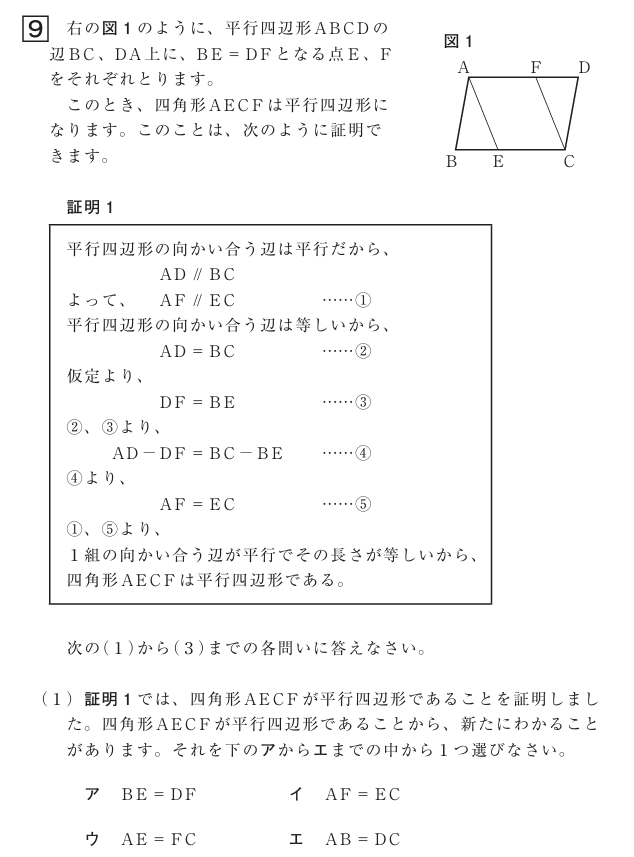 9 右の図1のように、平行四辺形ABCDの
辺BC、DA上に、BE=DFとなる点E、F
をそれぞれとります。
このとき、四角形AECFは平行四辺形に
なります。このことは、次のように証明で
きます。
図1
A F D
B E C
証明1
平行四辺形の向かい合う辺は平行だから、
AD // BC
よって、 AF // EC ……①
平行四辺形の向かい合う辺は等しいから、
AD = BC ……②
仮定より、
DF = BE ……③
②、③より、
AD－DF = BC－BE ……④
④より、
AF = EC ……⑤
①、⑤より、
1組の向かい合う辺が平行でその長さが等しいから、
四角形AECFは平行四辺形である。
次の(1)から(3)までの各問いに答えなさい。
(1) 証明1では、四角形AECFが平行四辺形であることを証明しまし
た。四角形AECFが平行四辺形であることから、新たにわかること
があります。それを下のアからエまでの中から1つ選びなさい。
ア BE = DF イ AF = EC
ウ AE = FC エ AB = DC